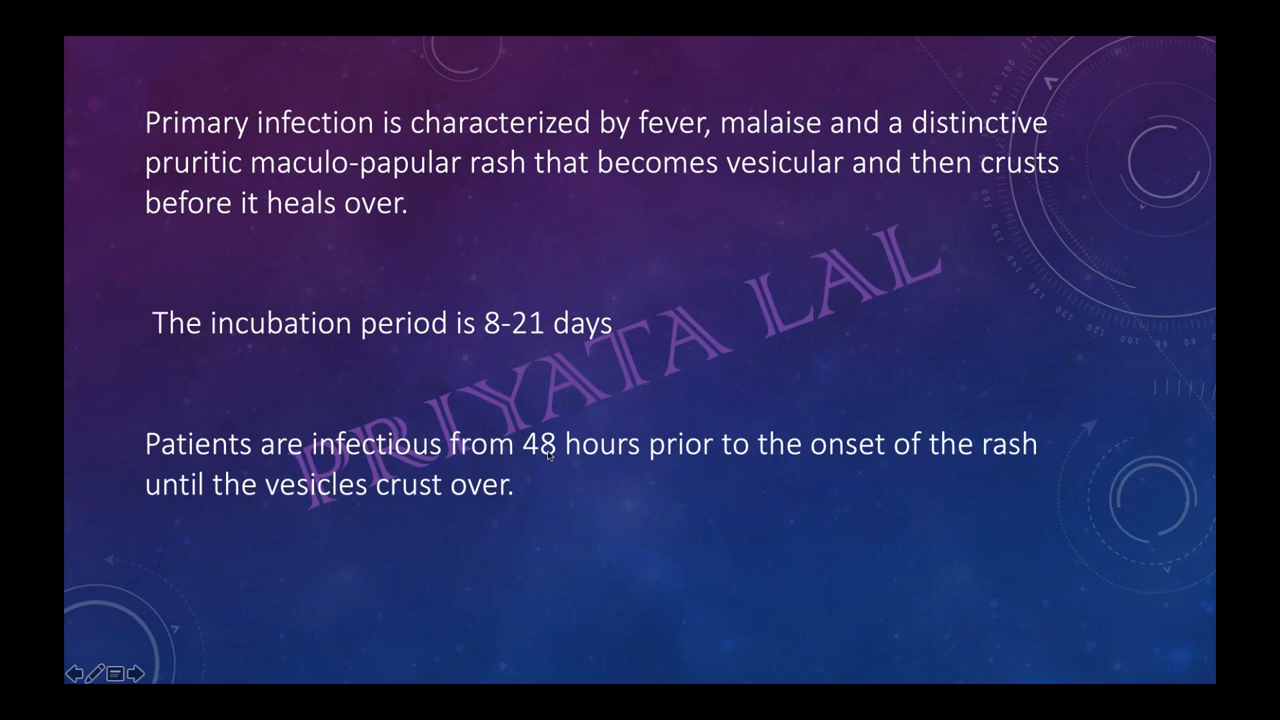 Primary infection is characterized by fever, malaise and a distinctive
pruritic maculo-papular rash that becomes vesicular and then crusts
before it heals over.
The incubation period is 8-21 days
PRIYATA LAL
Patients are infectious from 48 hours prior to the onset of the rash
until the vesicles crust over.